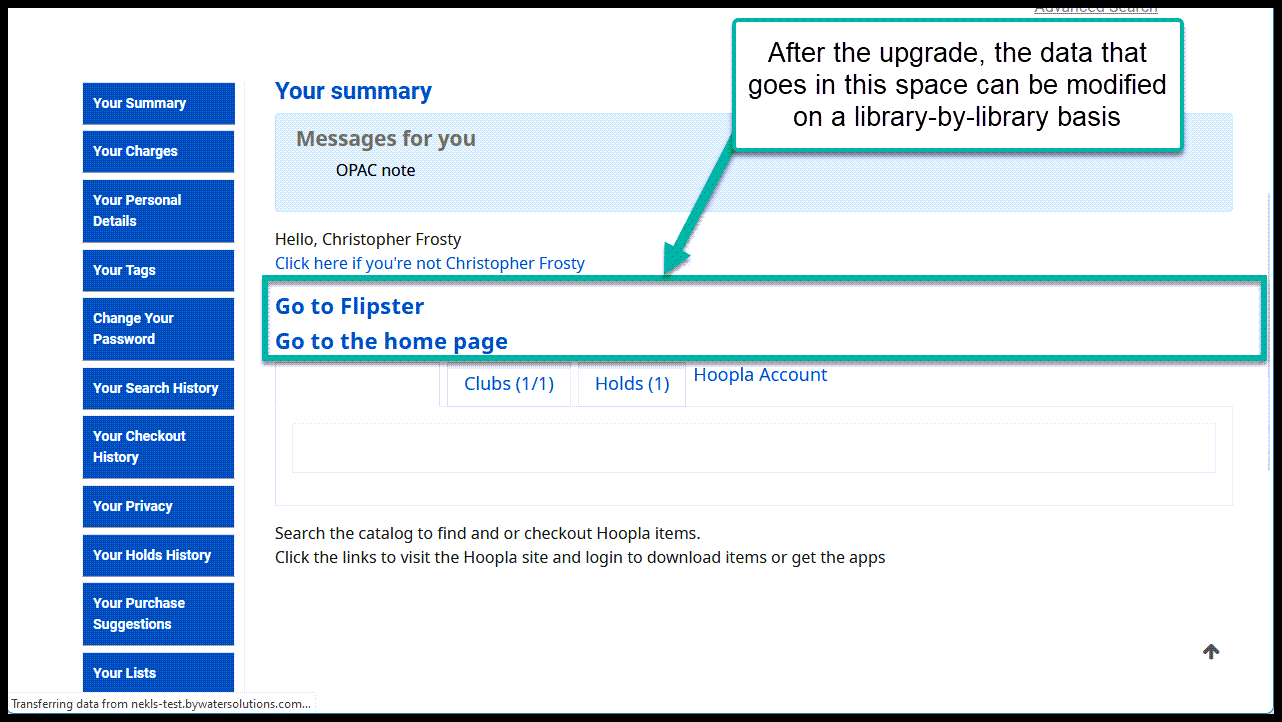 Advanced Search
After the upgrade, the data that
goes in this space can be modified
on a library-by-library basis
Your Summary
Your Charges
Your Personal
Details
Your Tags
Change Your
Password
Your Search History
Your Checkout
History
Your Privacy
Your Holds History
Your Purchase
Suggestions
Your Lists
Your summary
Messages for you
OPAC note
Hello, Christopher Frosty
Click here if you're not Christopher Frosty
Go to Flipster
Go to the home page
Clubs (1/1)
Holds (1)
Hoopla Account
Search the catalog to find and or checkout Hoopla items.
Click the links to visit the Hoopla site and login to download items or get the apps
Transferring data from nekls-test.bywatersolutions.com...